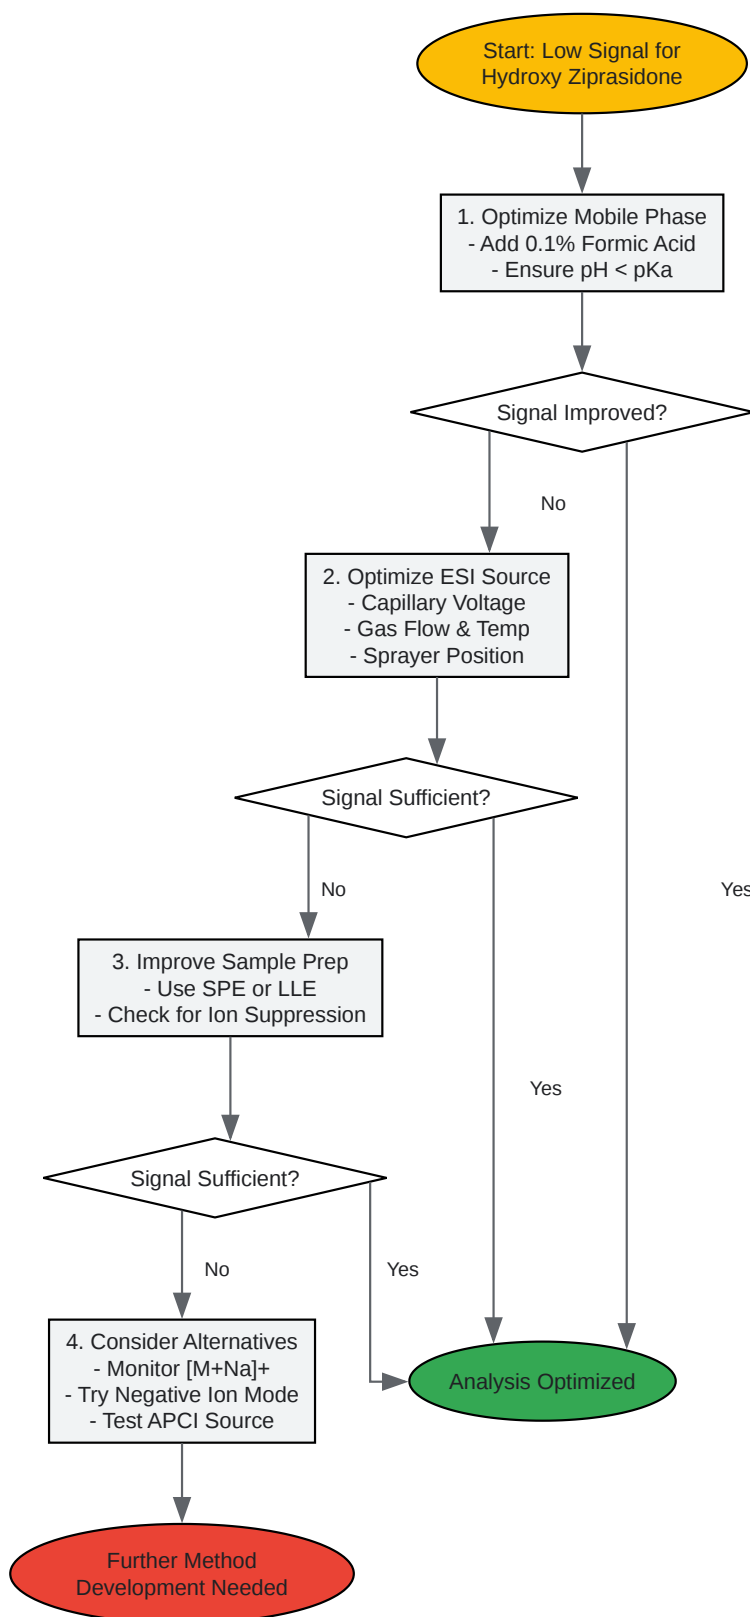 Start: Low Signal for
Hydroxy Ziprasidone
1. Optimize Mobile Phase
- Add 0.1% Formic Acid
- Ensure pH < pKa
Signal Improved?
No
2. Optimize ESI Source
- Capillary Voltage
- Gas Flow & Temp
- Sprayer Position
Signal Sufficient?
No
Yes
3. Improve Sample Prep
- Use SPE or LLE
- Check for Ion Suppression
Yes
Signal Sufficient?
No
Yes
4. Consider Alternatives
- Monitor [M+Na]+
- Try Negative Ion Mode
- Test APCI Source
Analysis Optimized
Further Method
Development Needed